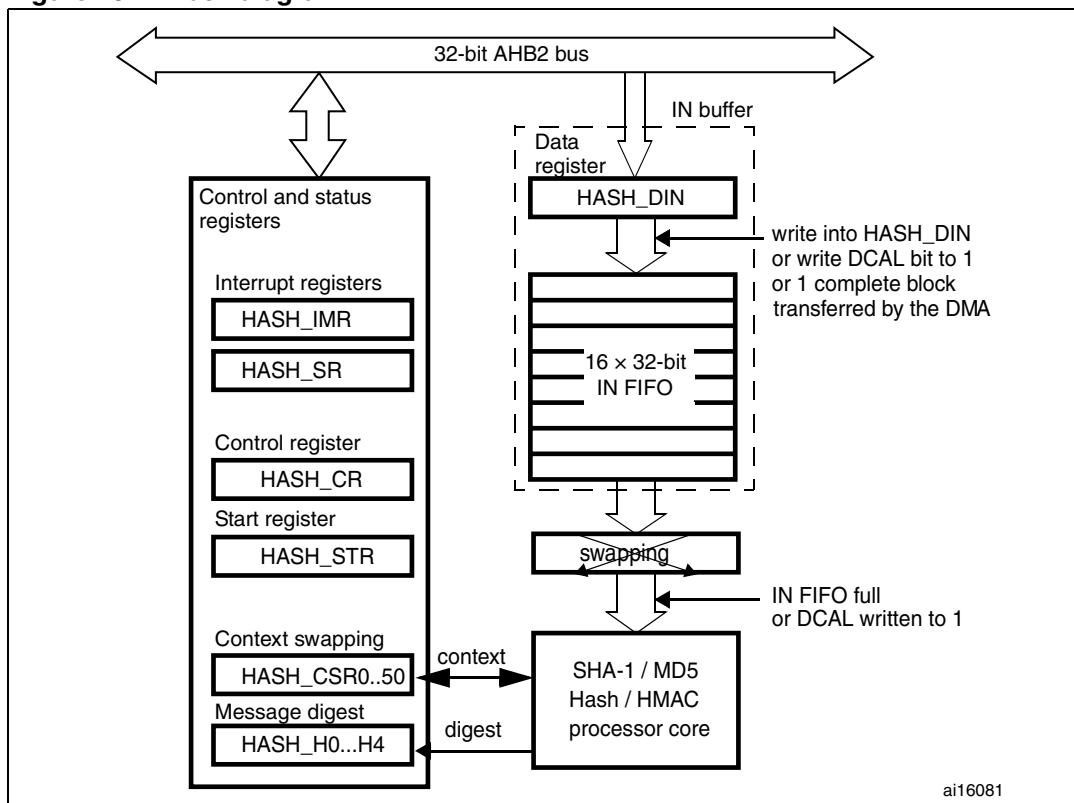 32-bit AHB2 bus
IN buffer
Data
register
HASH_DIN
write into HASH_DIN
or write DCAL bit to 1
or 1 complete block
transferred by the DMA
Control and status
registers
Interrupt registers
HASH_IMR
HASH_SR
16 × 32-bit
IN FIFO
Control register
HASH_CR
Start register
HASH_STR
swapping
IN FIFO full
or DCAL written to 1
Context swapping
HASH_CSR0..50
context
Message digest
HASH_H0...H4
digest
SHA-1 / MD5
Hash / HMAC
processor core
ai16081